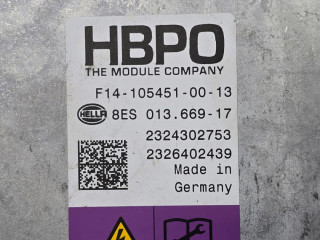 HBPO
THE MODULE COMPANY
F14-105451-00-13
HELLA 8ES 013.669-17
2324302753
2326402439
Made in
Germany